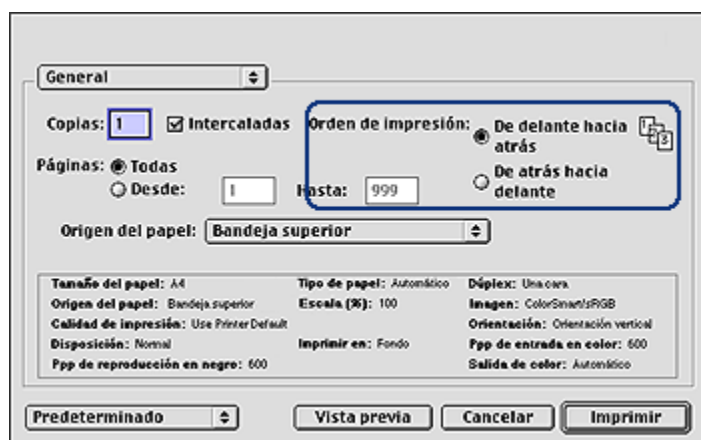 General
Copias: 1 Intercaladas Orden de impresión: De delante hacia atrás
Páginas: Todas
Desde: 1 Hasta: 999 De atrás hacia delante
Origen del papel: Bandeja superior
Tamaño del papel: A4 Tipo de papel: Automático Dúplex: Una cara
Origen del papel: Bandeja superior Escala (%): 100 Imagen: ColorSmart/sRGB
Calidad de impresión: Use Printer Default Orientación: Orientación vertical
Disposición: Normal Imprimir en: Fondo Ppp de entrada en color: 600
Ppp de reproducción en negro: 600 Salida de color: Automático
Predeterminado Vista previa Cancelar Imprimir